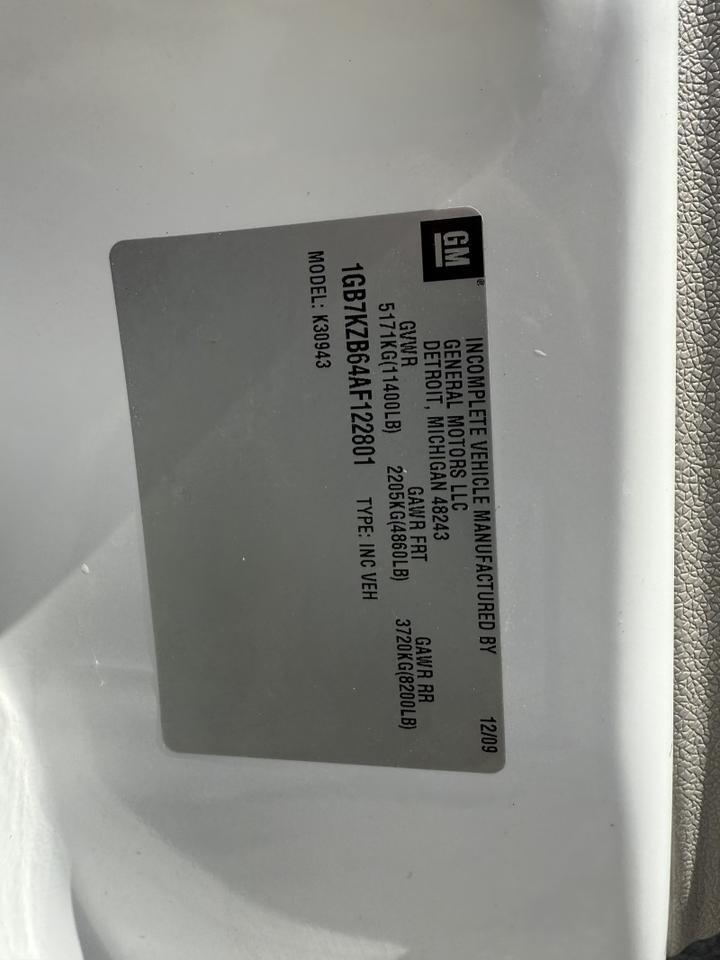 GM®
INCOMPLETE VEHICLE MANUFACTURED BY 12/09
GENERAL MOTORS LLC
DETROIT, MICHIGAN 48243
GVWR GAWR FRT GAWR RR
5171KG(11400LB) 2205KG(4860LB) 3720KG(8200LB)
1GB7KZB64AF122801 TYPE: INC VEH
MODEL: K30943